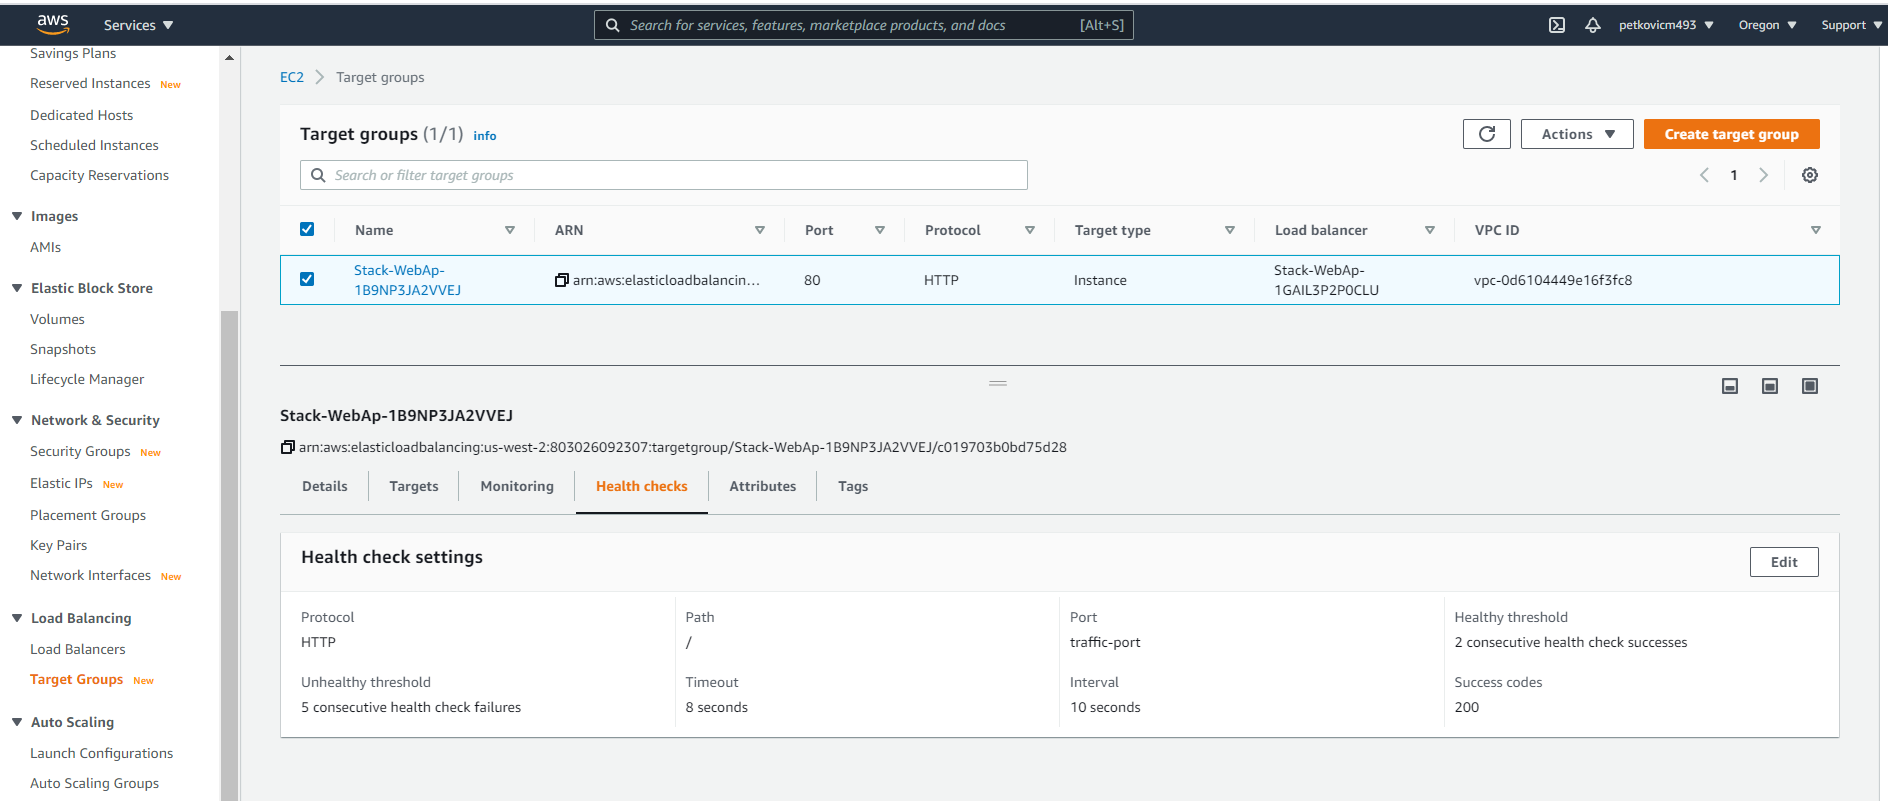 aws
Services
Search for services, features, marketplace products, and docs
[Alt+S]
petkovicm493
Oregon
Support
Savings Plans
Reserved Instances New
Dedicated Hosts
Scheduled Instances
Capacity Reservations
Images
AMIs
Elastic Block Store
Volumes
Snapshots
Lifecycle Manager
Network & Security
Security Groups New
Elastic IPs New
Placement Groups
Key Pairs
Network Interfaces New
Load Balancing
Load Balancers
Target Groups New
Auto Scaling
Launch Configurations
Auto Scaling Groups
EC2 Target groups
Target groups (1/1) info
Actions
Create target group
Search or filter target groups
1
Name ARN Port Protocol Target type Load balancer VPC ID
Stack-WebAp-
1B9NP3JA2VVEJ
arn:aws:elasticloadbalancin...
80
HTTP
Instance
Stack-WebAp-
1GAIL3P2P0CLU
vpc-0d6104449e16f3fc8
Stack-WebAp-1B9NP3JA2VVEJ
arn:aws:elasticloadbalancing:us-west-2:803026092307:targetgroup/Stack-WebAp-1B9NP3JA2VVEJ/c019703b0bd75d28
Details Targets Monitoring Health checks Attributes Tags
Health check settings
Edit
Protocol
HTTP
Path
/
Port
traffic-port
Healthy threshold
2 consecutive health check successes
Unhealthy threshold
5 consecutive health check failures
Timeout
8 seconds
Interval
10 seconds
Success codes
200